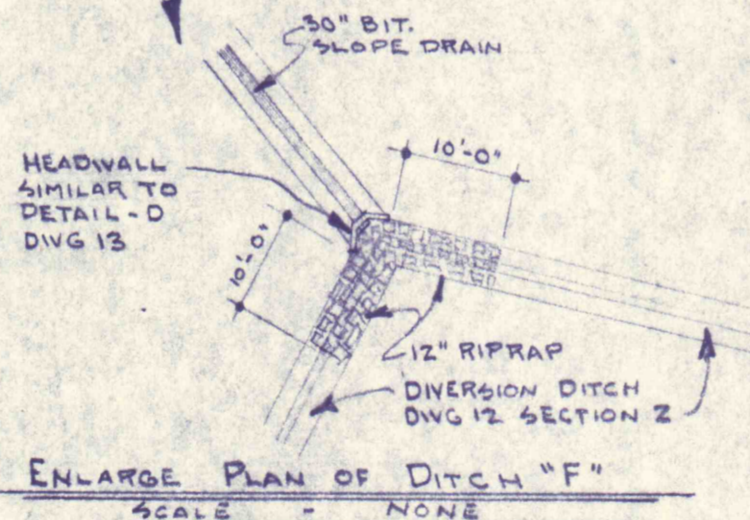 30" BIT.
SLOPE DRAIN
10'-0"
HEADWALL
SIMILAR TO
DETAIL - D
DWG 13
10'-0"
12" RIPRAP
DIVERSION DITCH
DWG 12 SECTION 2
ENLARGE PLAN OF DITCH "F"
SCALE - NONE